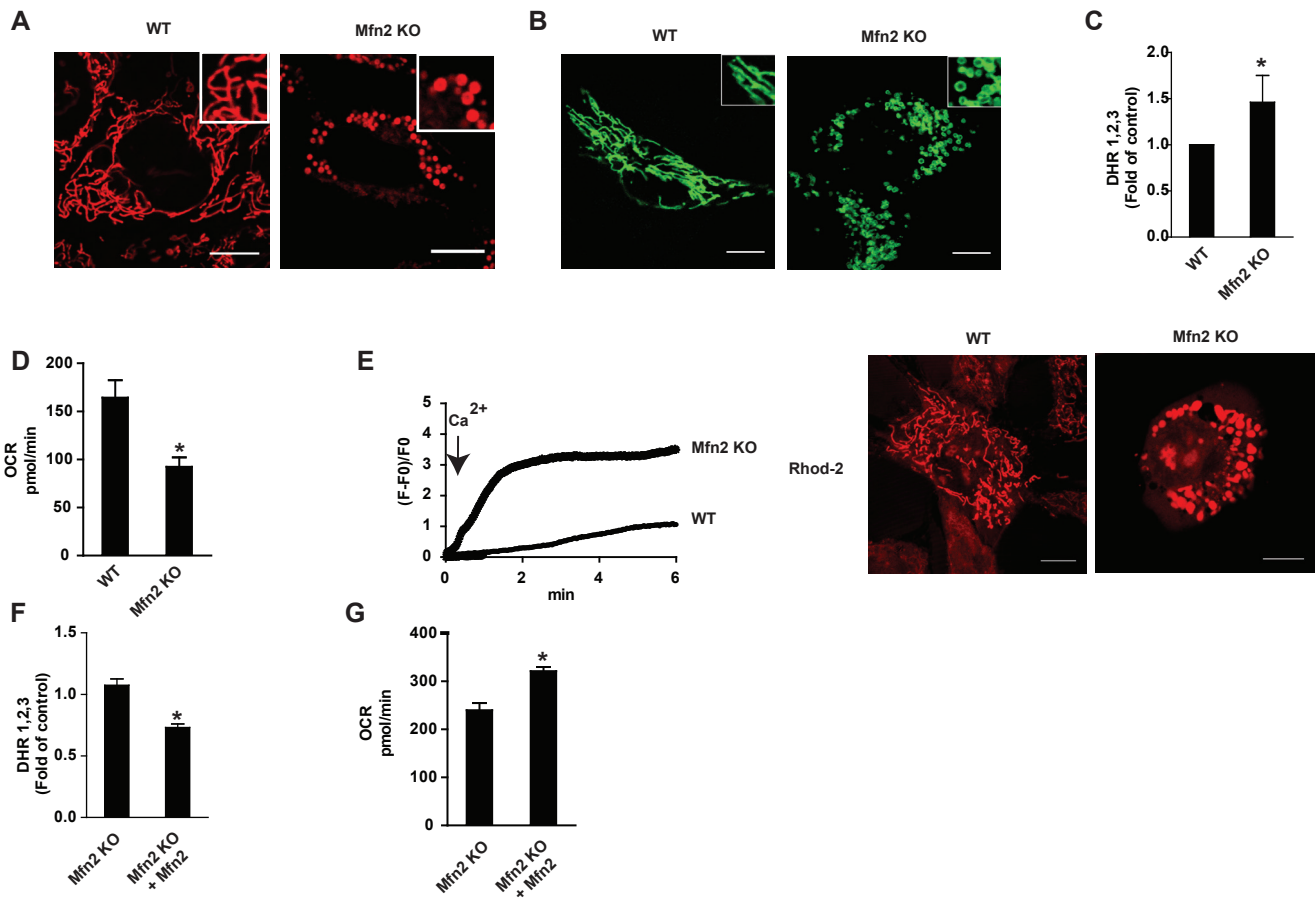 A
WT
Mfn2 KO
B
WT
Mfn2 KO
C
DHR 1,2,3
(Fold of control)
2.0
1.5
1.0
0.5
0.0
*
WT
Mfn2 KO
D
OCR
pmol/min
200
150
100
50
0
*
WT
Mfn2 KO
E
(F-F0)/F0
5
4
3
2
1
0
Ca2+
Mfn2 KO
WT
0
2
4
6
min
Rhod-2
WT
Mfn2 KO
F
DHR 1,2,3
(Fold of control)
1.5
1.0
0.5
0.0
*
Mfn2 KO
Mfn2 KO
+ Mfn2
G
OCR
pmol/min
400
300
200
100
0
*
Mfn2 KO
Mfn2 KO
+ Mfn2